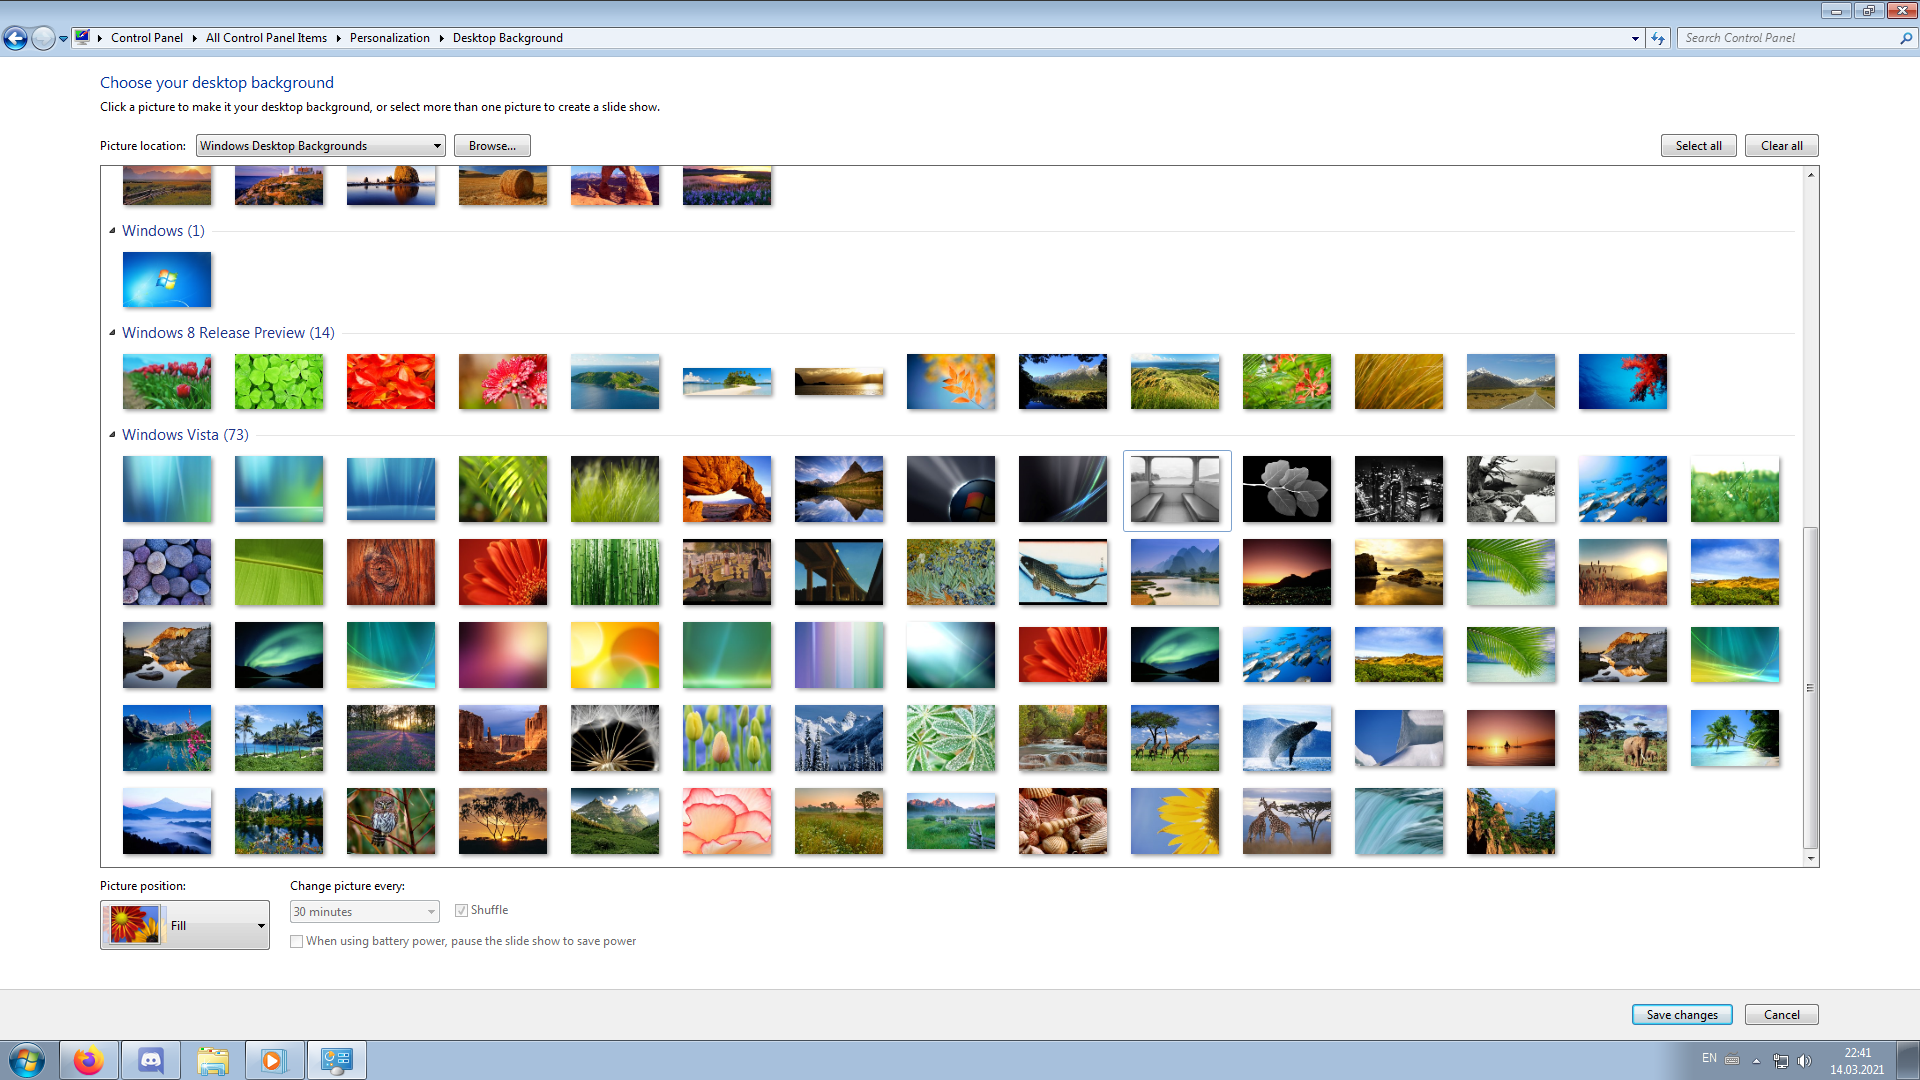 Control Panel
All Control Panel Items
Personalization
Desktop Background
Search Control Panel
Choose your desktop background
Click a picture to make it your desktop background, or select more than one picture to create a slide show.
Picture location:
Windows Desktop Backgrounds
Browse...
Select all
Clear all
Windows (1)
Windows 8 Release Preview (14)
Windows Vista (73)
Picture position:
Change picture every:
Fill
30 minutes
Shuffle
When using battery power, pause the slide show to save power
Save changes
Cancel
EN
22:41
14.03.2021